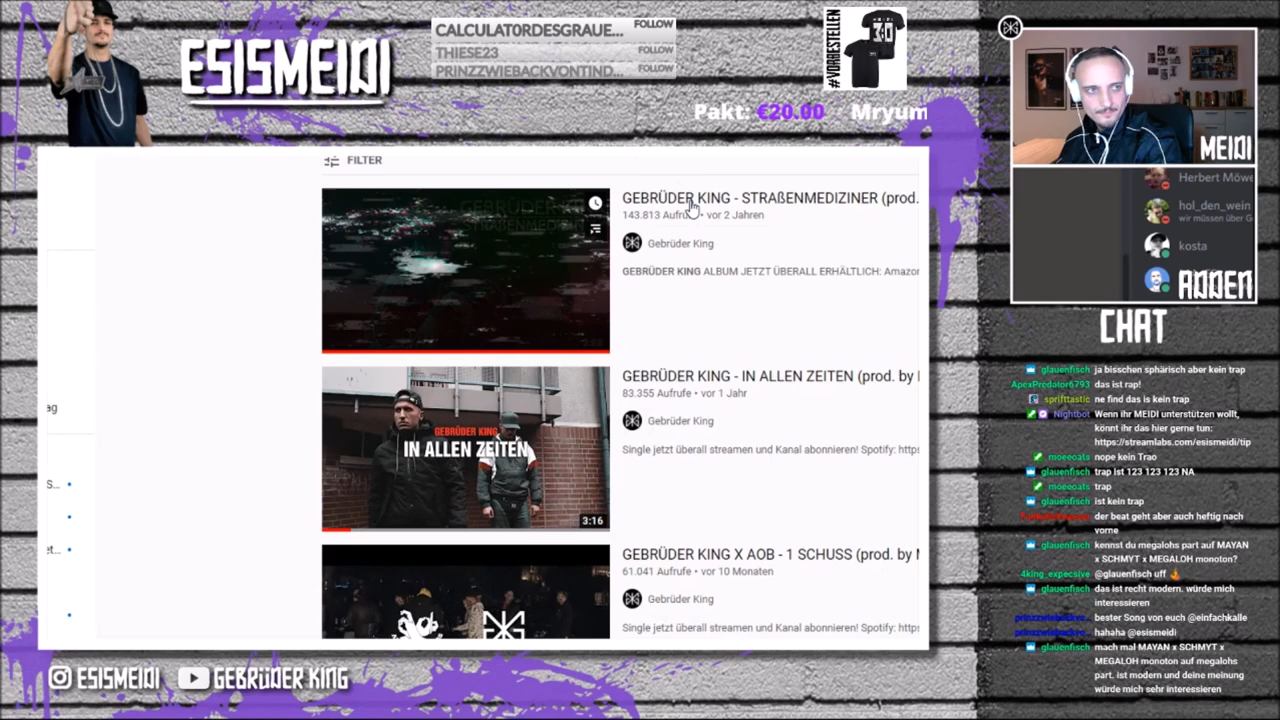 ESISMEIDI
CALCULAT0RDESGRAUE... FOLLOW
THIESE23 FOLLOW
PRINZZWIEBACKVONTIND... FOLLOW
#VORBESTELLEN
Pakt: €20.00 Mryum
MEIDI
Herbert Möwe
hol_den_wein
wir müssen über G
kosta
ADDEN
FILTER
GEBRÜDER KING - STRAßENMEDIZINER (prod.
143.813 Aufru • vor 2 Jahren
Gebrüder King
GEBRÜDER KING ALBUM JETZT ÜBERALL ERHÄLTLICH: Amazor
GEBRÜDER KING
IN ALLEN ZEITEN
3:16
GEBRÜDER KING - IN ALLEN ZEITEN (prod. by
83.355 Aufrufe • vor 1 Jahr
Gebrüder King
Single jetzt überall streamen und Kanal abonnieren! Spotify: https
GEBRÜDER KING X AOB - 1 SCHUSS (prod. by
61.041 Aufrufe • vor 10 Monaten
Gebrüder King
Single jetzt überall streamen und Kanal abonnieren! Spotify: https
ag
S...
et...
CHAT
glauenfisch ja bisschen sphärisch aber kein trap
ApexPredator6793 das ist rap!
sprifttastic ne find das is kein trap
Nightbot Wenn ihr MEIDI unterstützen wollt,
könnt ihr das hier gerne tun:
https://streamlabs.com/esismeidi/tip
moeeoats nope kein Trao
glauenfisch trap ist 123 123 123 NA
moeeoats trap
glauenfisch ist kein trap
der beat geht aber auch heftig nach
vorne
glauenfisch kennst du megalohs part auf MAYAN
x SCHMYT x MEGALOH monoton?
4king_expecsive @glauenfisch uff
glauenfisch das ist recht modern. würde mich
interessieren
prinzzwiebackvo.. bester Song von euch @einfachkalle
prinzzwiebackvo.. hahaha @esismeidi
glauenfisch mach mal MAYAN x SCHMYT x
MEGALOH monoton auf megalohs
part. ist modern und deine meinung
würde mich sehr interessieren
ESISMEIDI GEBRÜDER KING